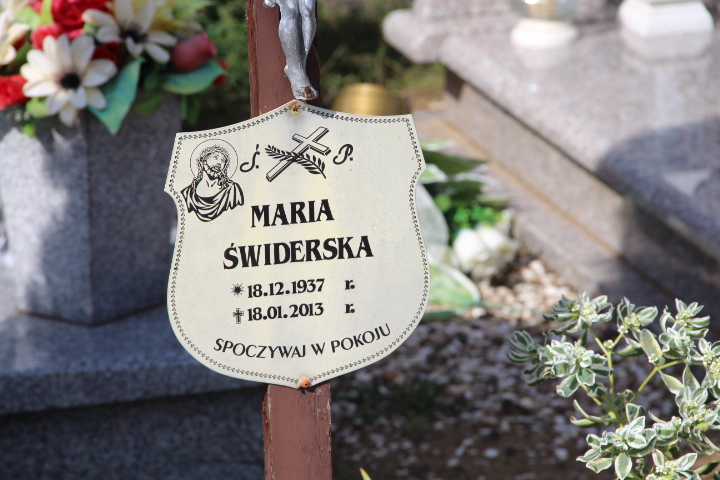 Ś. P.
MARIA
ŚWIDERSKA
* 18.12.1937 r.
✝ 18.01.2013 r.
SPOCZYWAJ W POKOJU